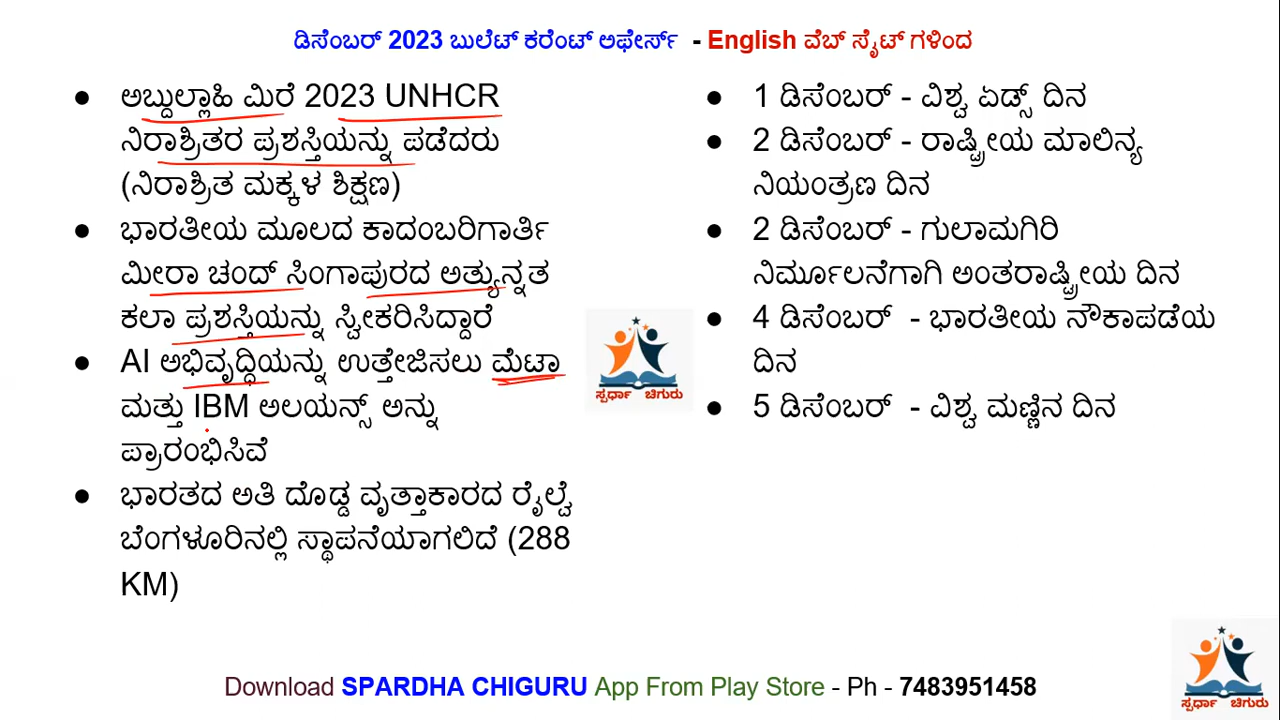 ಡಿಸೆಂಬರ್ 2023 ಬುಲೆಟ್ ಕರೆಂಟ್ ಅಫೇರ್ಸ್ - English ವೆಬ್ ಸೈಟ್ ಗಳಿಂದ
● ಅಬ್ದುಲ್ಲಾಹಿ ಮಿರೆ 2023 UNHCR
ನಿರಾಶ್ರಿತರ ಪ್ರಶಸ್ತಿಯನ್ನು ಪಡೆದರು
(ನಿರಾಶ್ರಿತ ಮಕ್ಕಳ ಶಿಕ್ಷಣ)
● ಭಾರತೀಯ ಮೂಲದ ಕಾದಂಬರಿಗಾರ್ತಿ
ಮೀರಾ ಚಂದ್ ಸಿಂಗಾಪುರದ ಅತ್ಯುನ್ನತ
ಕಲಾ ಪ್ರಶಸ್ತಿಯನ್ನು ಸ್ವೀಕರಿಸಿದ್ದಾರೆ
● AI ಅಭಿವೃದ್ಧಿಯನ್ನು ಉತ್ತೇಜಿಸಲು ಮೆಟಾ
ಮತ್ತು IBM ಅಲಯನ್ಸ್ ಅನ್ನು
ಪ್ರಾರಂಭಿಸಿವೆ
● ಭಾರತದ ಅತಿ ದೊಡ್ಡ ವೃತ್ತಾಕಾರದ ರೈಲ್ವೆ
ಬೆಂಗಳೂರಿನಲ್ಲಿ ಸ್ಥಾಪನೆಯಾಗಲಿದೆ (288
KM)
● 1 ಡಿಸೆಂಬರ್ - ವಿಶ್ವ ಏಡ್ಸ್ ದಿನ
● 2 ಡಿಸೆಂಬರ್ - ರಾಷ್ಟ್ರೀಯ ಮಾಲಿನ್ಯ
ನಿಯಂತ್ರಣ ದಿನ
● 2 ಡಿಸೆಂಬರ್ - ಗುಲಾಮಗಿರಿ
ನಿರ್ಮೂಲನೆಗಾಗಿ ಅಂತರಾಷ್ಟ್ರೀಯ ದಿನ
● 4 ಡಿಸೆಂಬರ್ - ಭಾರತೀಯ ನೌಕಾಪಡೆಯ
ದಿನ
● 5 ಡಿಸೆಂಬರ್ - ವಿಶ್ವ ಮಣ್ಣಿನ ದಿನ
ಸ್ಪರ್ಧಾ ಚಿಗುರು
ಸ್ಪರ್ಧಾ ಚಿಗುರು
Download SPARDHA CHIGURU App From Play Store - Ph - 7483951458